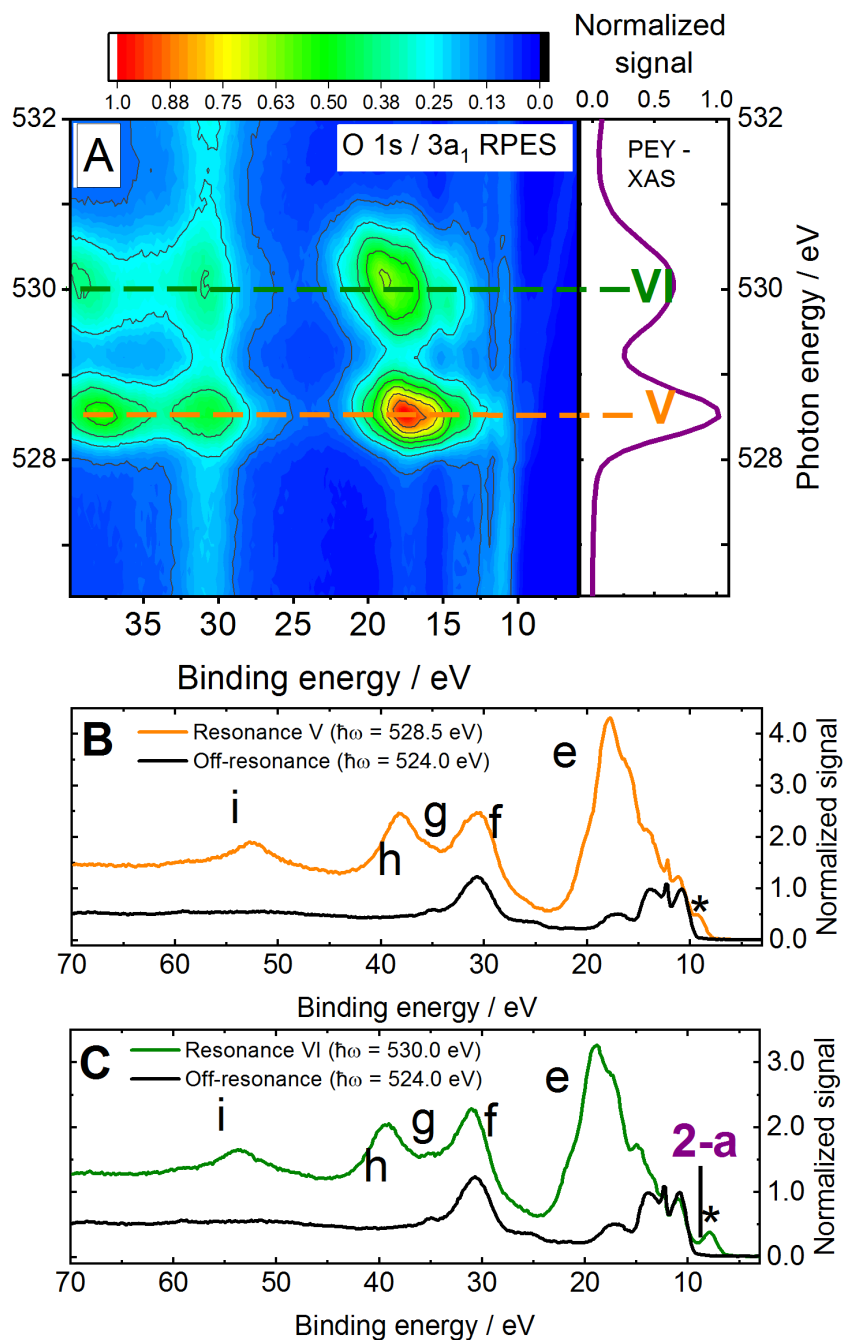 Normalized
signal
1.0 0.88 0.75 0.63 0.50 0.38 0.25 0.13 0.0
0.0 0.5 1.0
532 532
A
O 1s / 3a₁ RPES
PEY -
XAS
530 VI 530
V
528 528
Photon energy / eV
35 30 25 20 15 10
Binding energy / eV
B
Resonance V (ħω = 528.5 eV)
Off-resonance (ħω = 524.0 eV)
i h g f e *
4.0
3.0
2.0
1.0
0.0
Normalized signal
70 60 50 40 30 20 10
Binding energy / eV
C
Resonance VI (ħω = 530.0 eV)
Off-resonance (ħω = 524.0 eV)
i h g f e
2-a
*
3.0
2.0
1.0
0.0
Normalized signal
70 60 50 40 30 20 10
Binding energy / eV